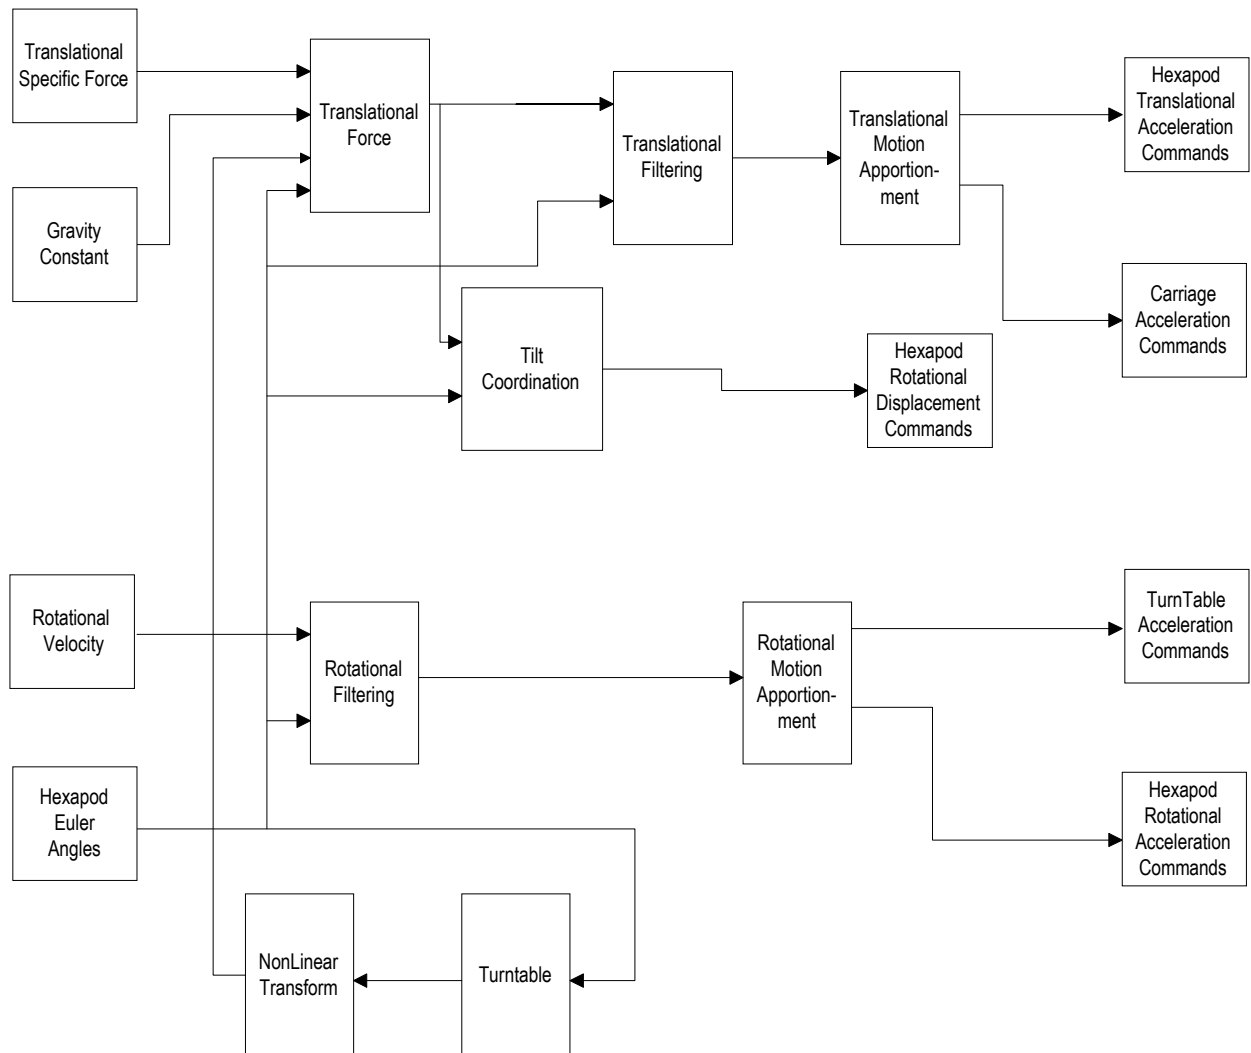 Translational
Specific Force
Translational
Force
Translational
Filtering
Translational
Motion
Apportion-
ment
Hexapod
Translational
Acceleration
Commands
Gravity
Constant
Carriage
Acceleration
Commands
Tilt
Coordination
Hexapod
Rotational
Displacement
Commands
Rotational
Velocity
Rotational
Filtering
Rotational
Motion
Apportion-
ment
TurnTable
Acceleration
Commands
Hexapod
Euler
Angles
Hexapod
Rotational
Acceleration
Commands
NonLinear
Transform
Turntable